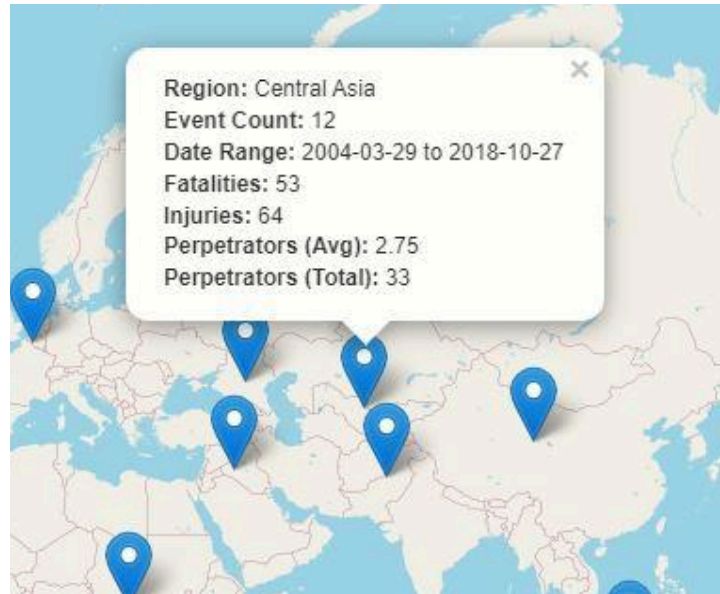 Region: Central Asia
Event Count: 12
Date Range: 2004-03-29 to 2018-10-27
Fatalities: 53
Injuries: 64
Perpetrators (Avg): 2.75
Perpetrators (Total): 33